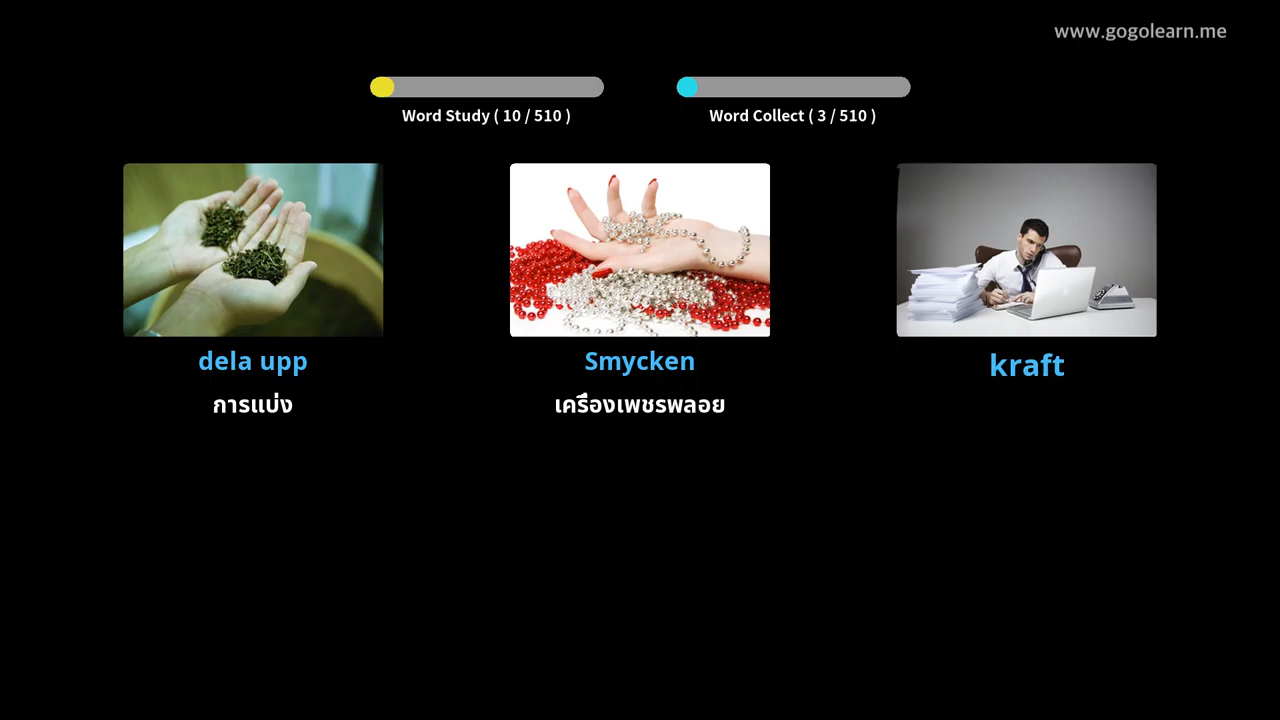 www.gogolearn.me
Word Study ( 10 / 510 )
Word Collect ( 3 / 510 )
dela upp
การแบ่ง
Smycken
เครื่องเพชรพลอย
kraft